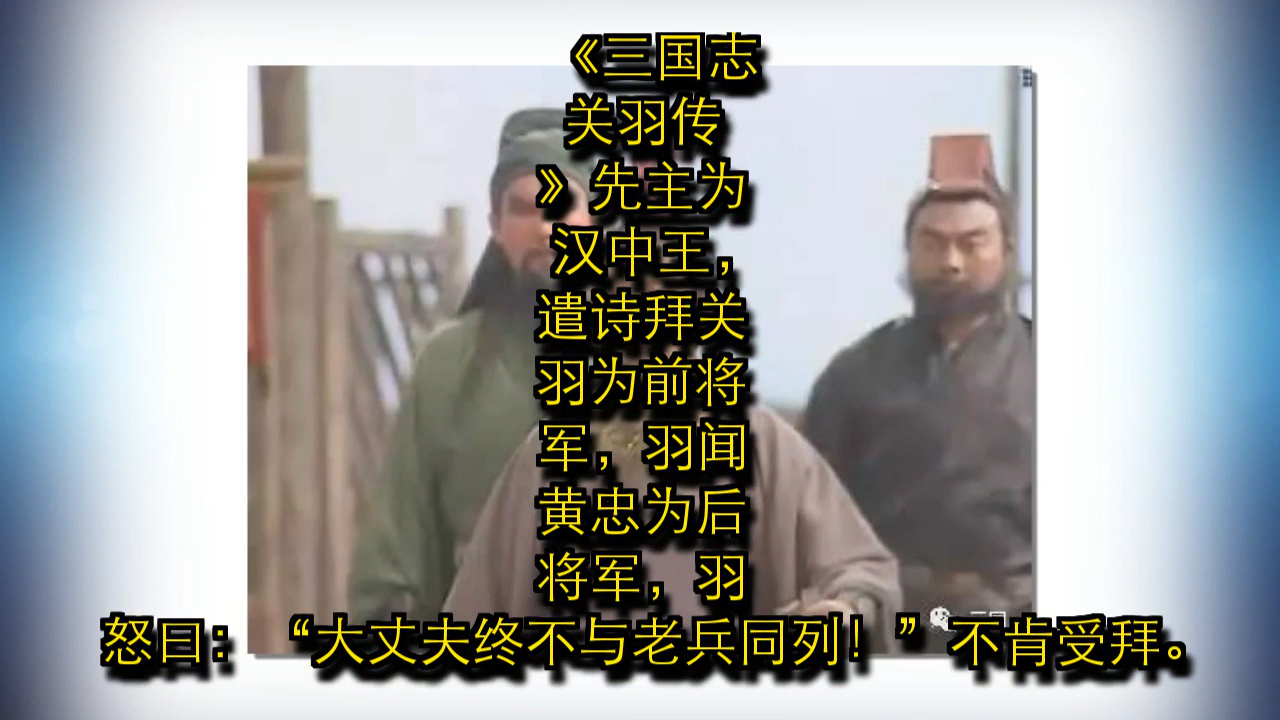 《三国志
关羽传
》先主为
汉中王，
遣诗拜关
羽为前将
军，羽闻
黄忠为后
将军，羽
怒曰：“大丈夫终不与老兵同列！”不肯受拜。